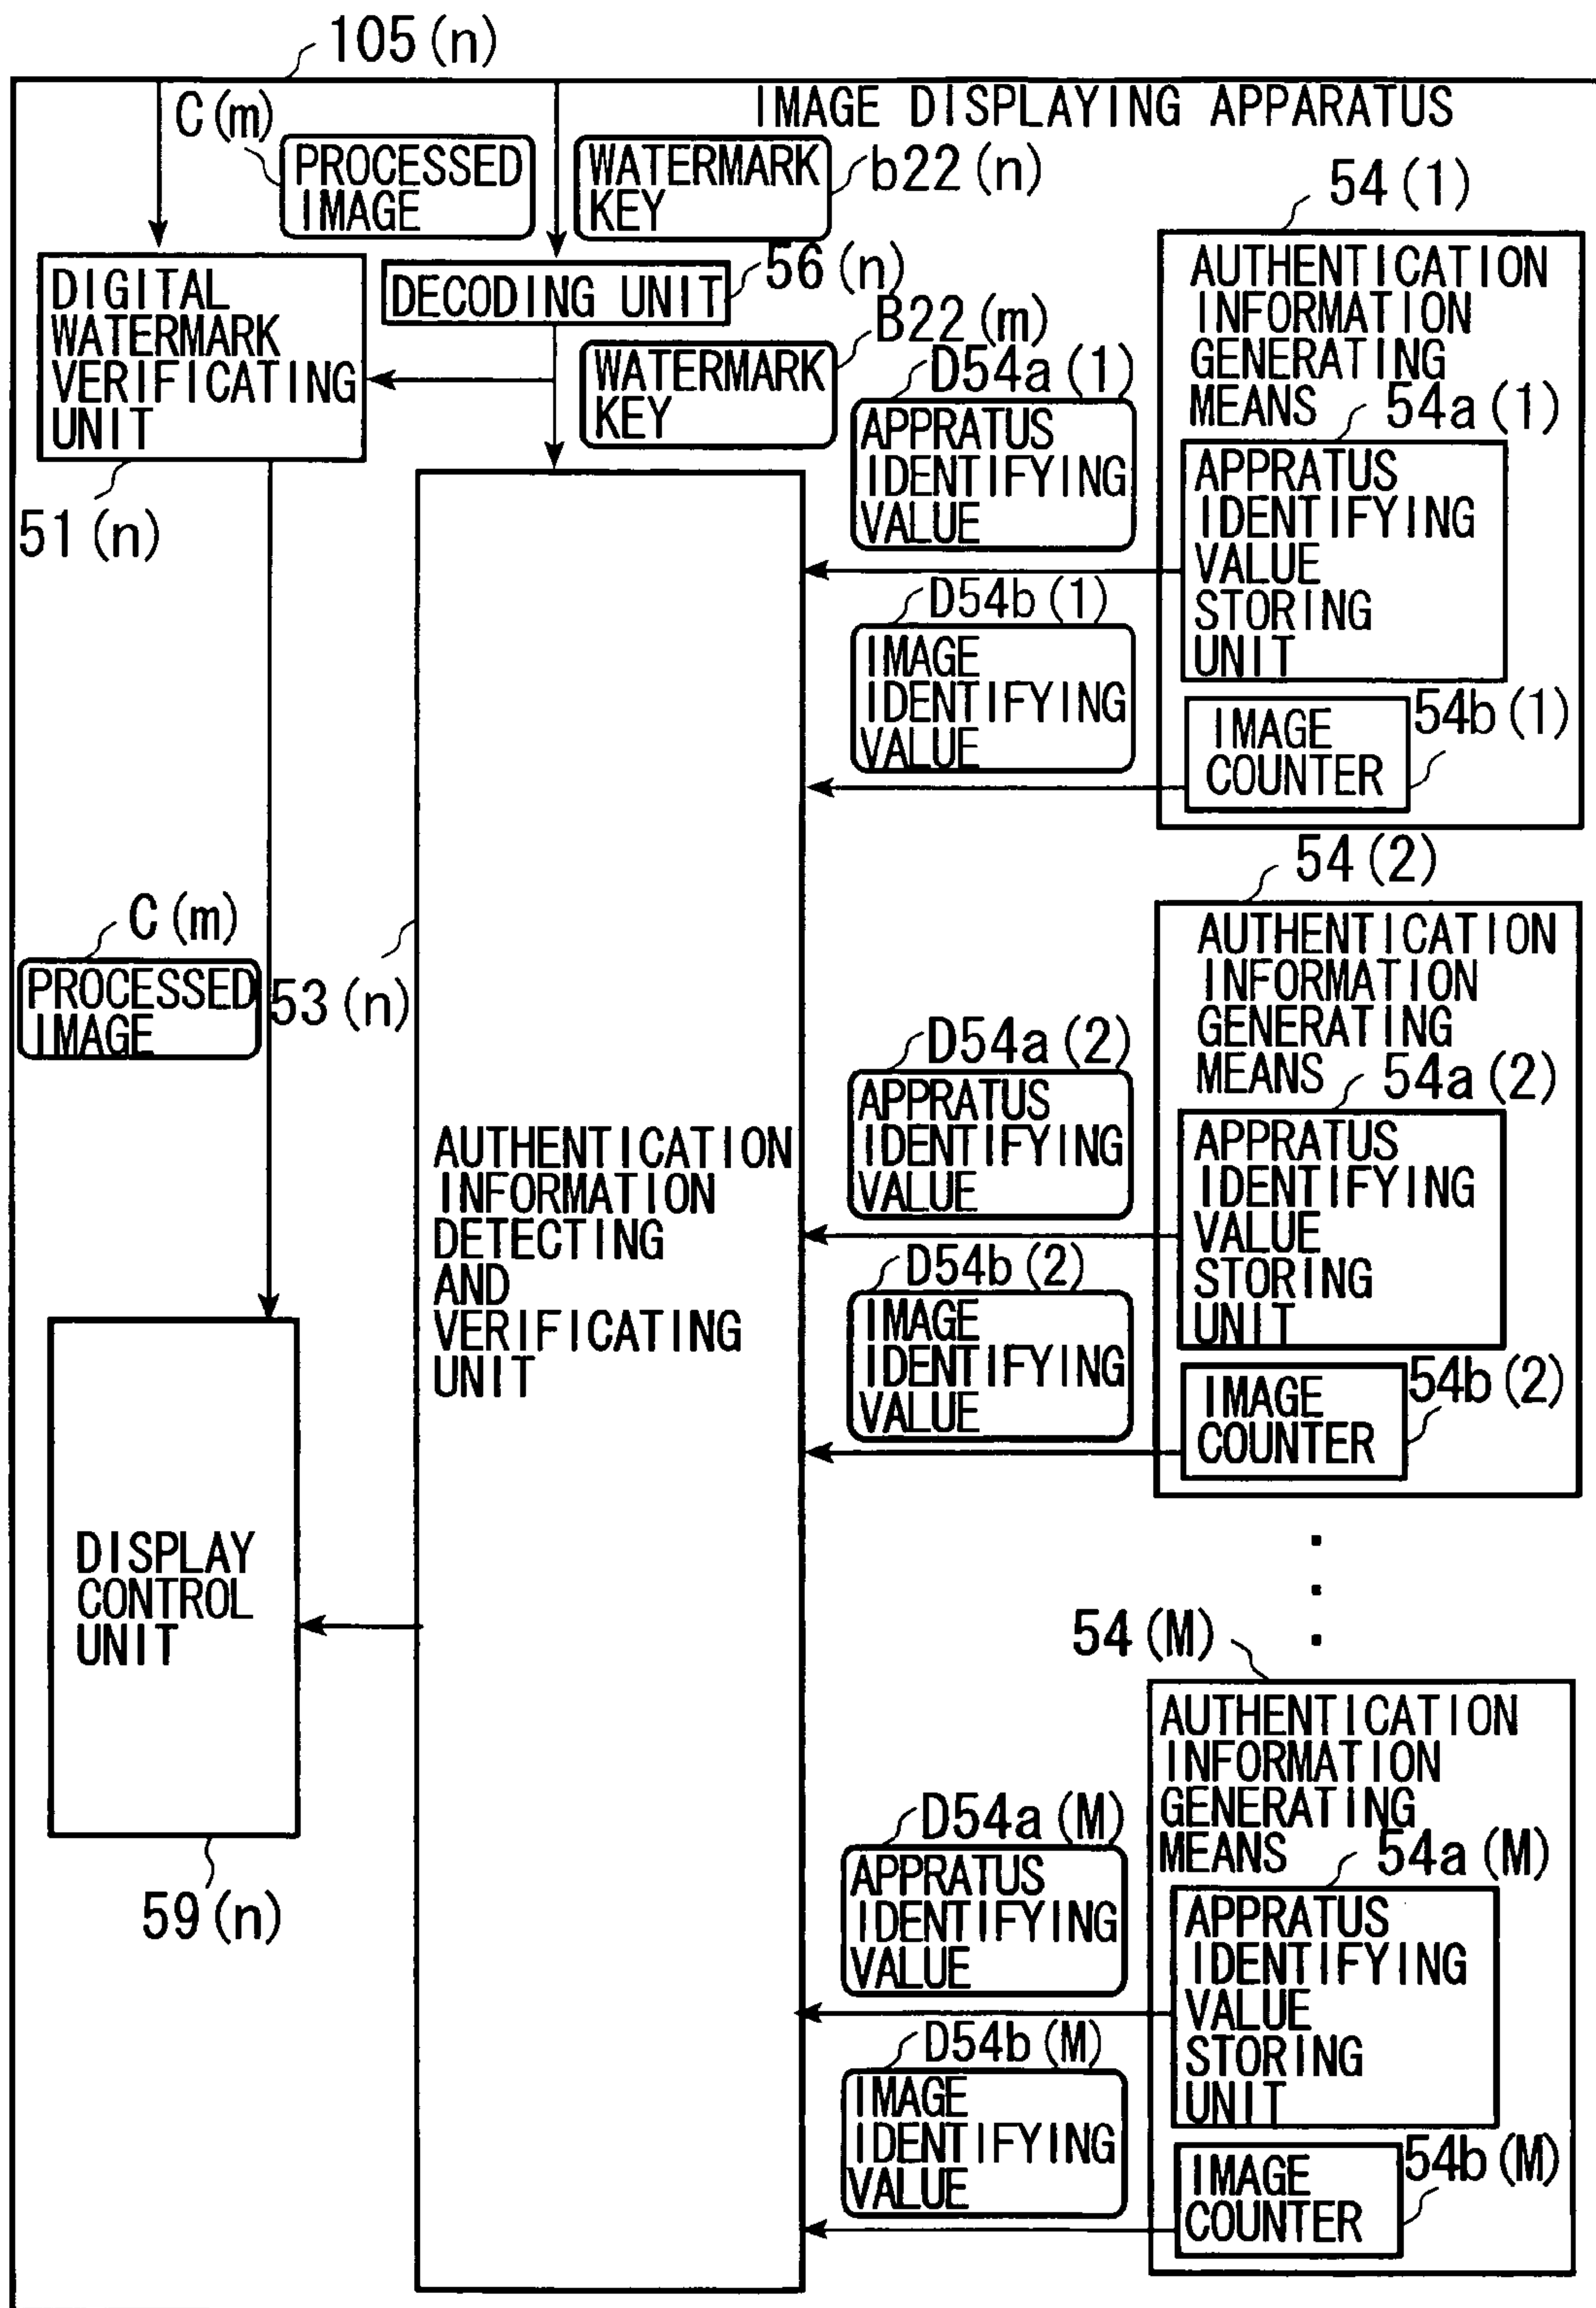 105(n)
IMAGE DISPLAYING APPARATUS
C(m)
PROCESSED
IMAGE
WATERMARK
KEY
b22(n)
DIGITAL
WATERMARK
VERIFICATING
UNIT
51(n)
DECODING UNIT
56(n)
WATERMARK
KEY
B22(m)
54(1)
AUTHENTICATION
INFORMATION
GENERATING
MEANS
54a(1)
APPRATUS
IDENTIFYING
VALUE
STORING
UNIT
D54a(1)
APPRATUS
IDENTIFYING
VALUE
D54b(1)
IMAGE
IDENTIFYING
VALUE
IMAGE
COUNTER
54b(1)
C(m)
PROCESSED
IMAGE
53(n)
AUTHENTICATION
INFORMATION
DETECTING
AND
VERIFICATING
UNIT
54(2)
AUTHENTICATION
INFORMATION
GENERATING
MEANS
54a(2)
APPRATUS
IDENTIFYING
VALUE
STORING
UNIT
D54a(2)
APPRATUS
IDENTIFYING
VALUE
D54b(2)
IMAGE
IDENTIFYING
VALUE
IMAGE
COUNTER
54b(2)
DISPLAY
CONTROL
UNIT
59(n)
54(M)
AUTHENTICATION
INFORMATION
GENERATING
MEANS
54a(M)
APPRATUS
IDENTIFYING
VALUE
STORING
UNIT
D54a(M)
APPRATUS
IDENTIFYING
VALUE
D54b(M)
IMAGE
IDENTIFYING
VALUE
IMAGE
COUNTER
54b(M)